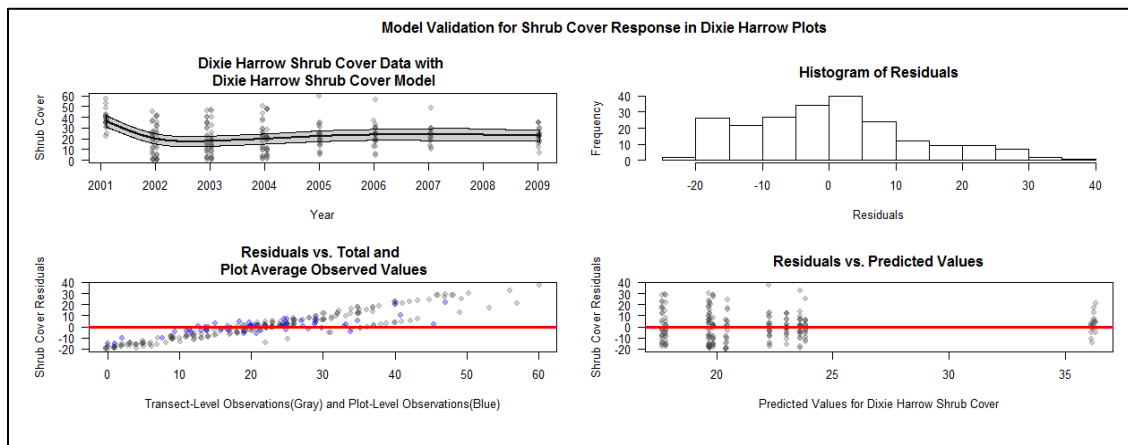 Model Validation for Shrub Cover Response in Dixie Harrow Plots
Dixie Harrow Shrub Cover Data with
Dixie Harrow Shrub Cover Model
Shrub Cover
60
50
40
30
20
10
0
2001 2002 2003 2004 2005 2006 2007 2008 2009
Year
Histogram of Residuals
Frequency
40
30
20
10
0
-20 -10 0 10 20 30 40
Residuals
Residuals vs. Total and
Plot Average Observed Values
Shrub Cover Residuals
40
30
20
10
0
-10
-20
0 10 20 30 40 50 60
Transect-Level Observations(Gray) and Plot-Level Observations(Blue)
Residuals vs. Predicted Values
Shrub Cover Residuals
40
30
20
10
0
-10
-20
20 25 30 35
Predicted Values for Dixie Harrow Shrub Cover